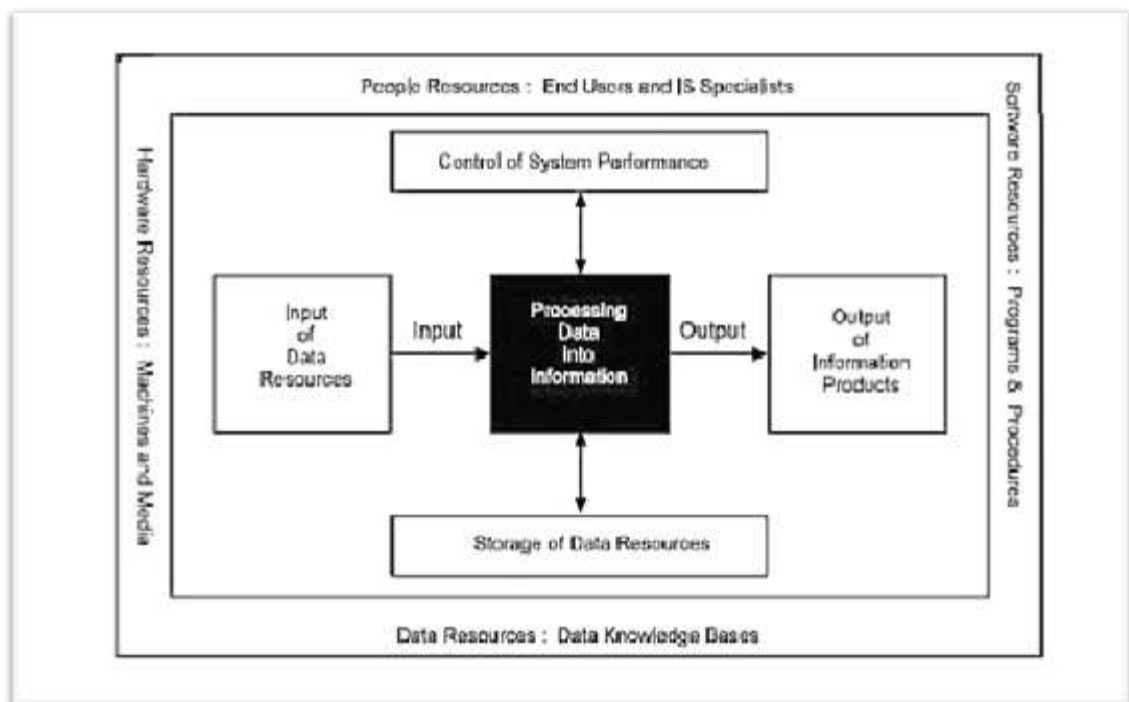 People Resources : End Users and IS Specialists
Control of System Performance
Hardware Resources : Machines and Media
Software Resources : Programs & Procedures
Input
of
Data
Resources
Input
Processing
Data
Into
Information
Output
Output
of
Information
Products
Storage of Data Resources
Data Resources : Data Knowledge Bases